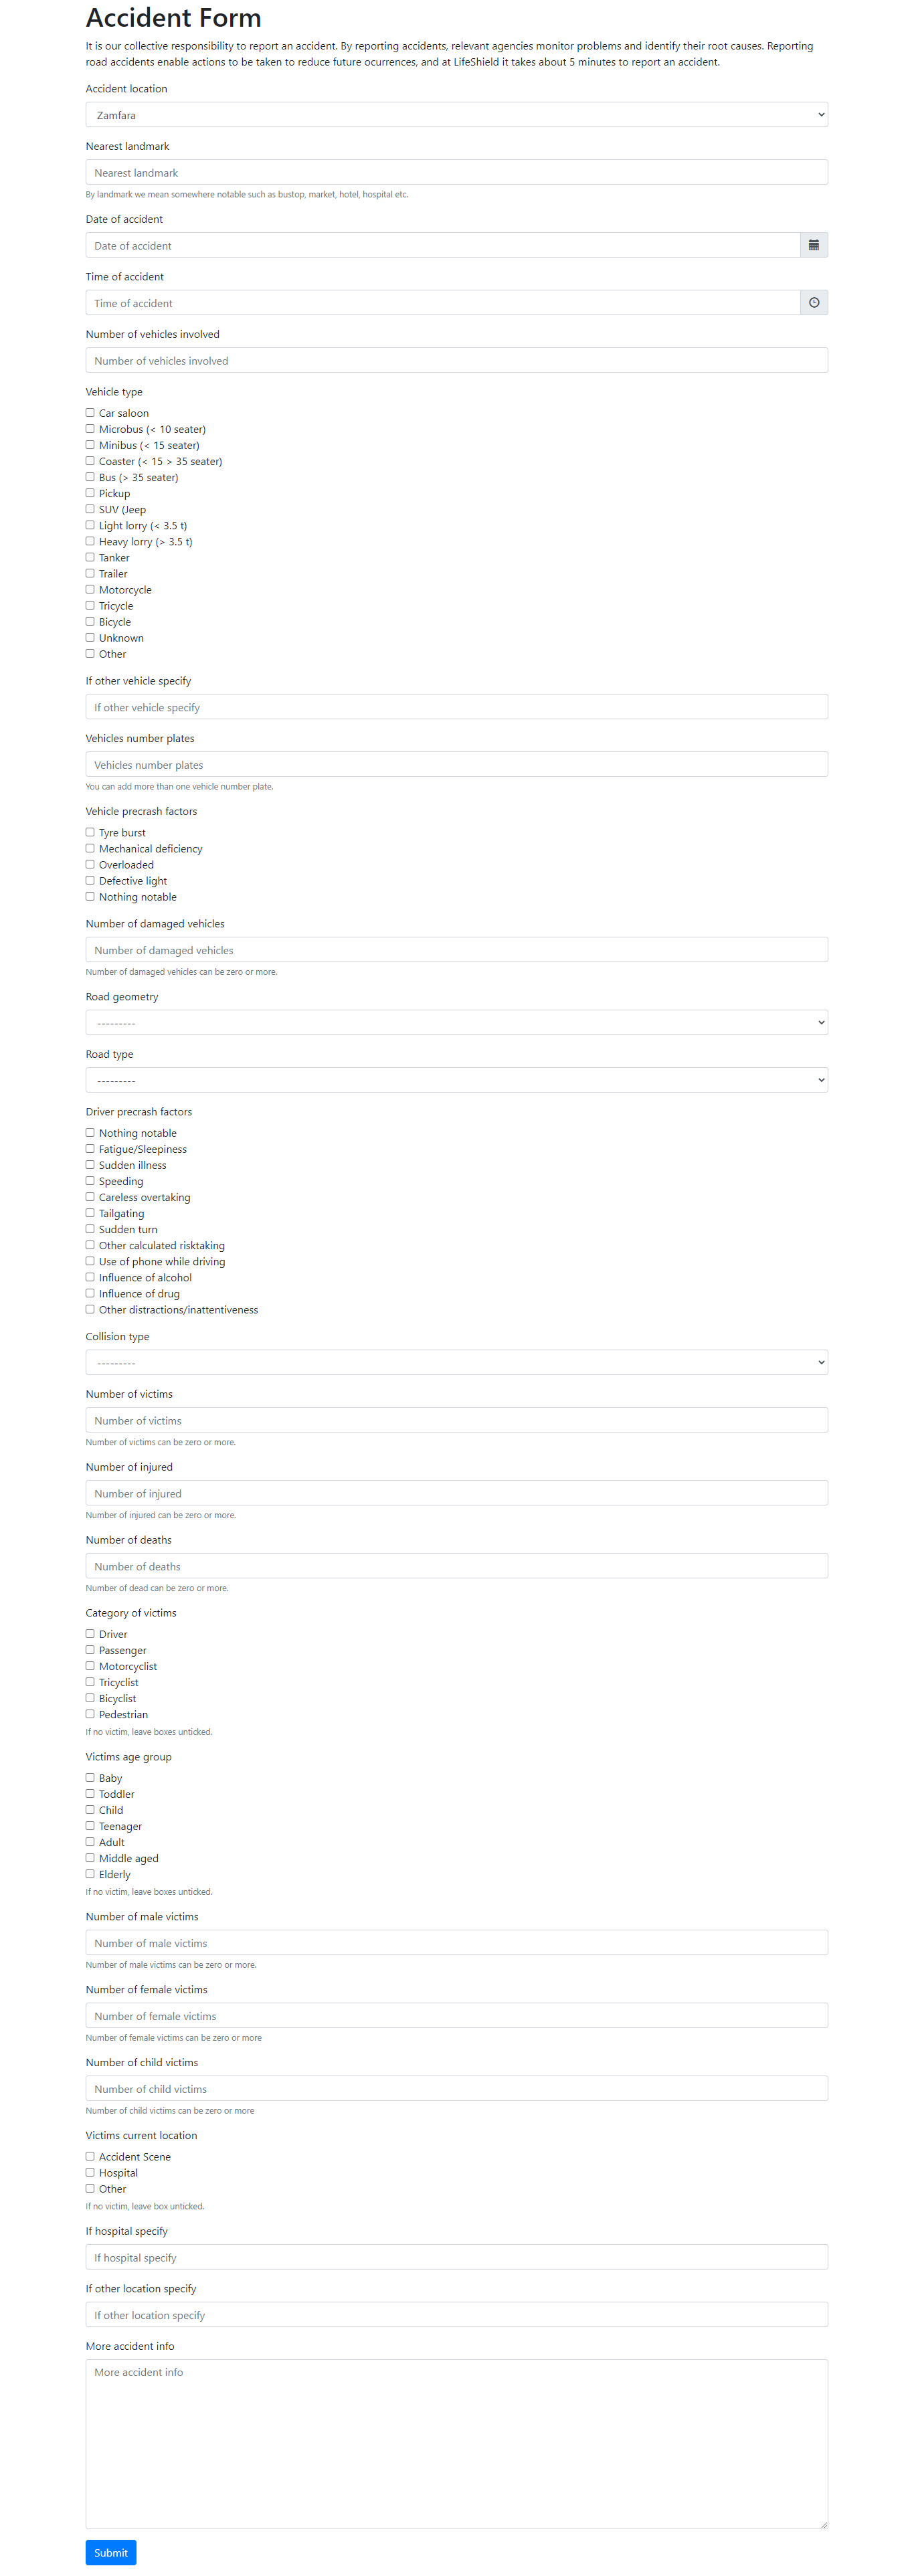 Accident Form
It is our collective responsibility to report an accident. By reporting accidents, relevant agencies monitor problems and identify their root causes. Reporting
road accidents enable actions to be taken to reduce future ocurrences, and at LifeShield it takes about 5 minutes to report an accident.
Accident location
Zamfara
Nearest landmark
Nearest landmark
By landmark we mean somewhere notable such as bustop, market, hotel, hospital etc.
Date of accident
Date of accident
Time of accident
Time of accident
Number of vehicles involved
Number of vehicles involved
Vehicle type
Car saloon
Microbus (< 10 seater)
Minibus (< 15 seater)
Coaster (< 15 > 35 seater)
Bus (> 35 seater)
Pickup
SUV (Jeep
Light lorry (< 3.5 t)
Heavy lorry (> 3.5 t)
Tanker
Trailer
Motorcycle
Tricycle
Bicycle
Unknown
Other
If other vehicle specify
If other vehicle specify
Vehicles number plates
Vehicles number plates
You can add more than one vehicle number plate.
Vehicle precrash factors
Tyre burst
Mechanical deficiency
Overloaded
Defective light
Nothing notable
Number of damaged vehicles
Number of damaged vehicles
Number of damaged vehicles can be zero or more.
Road geometry
---------
Road type
---------
Driver precrash factors
Nothing notable
Fatigue/Sleepiness
Sudden illness
Speeding
Careless overtaking
Tailgating
Sudden turn
Other calculated risktaking
Use of phone while driving
Influence of alcohol
Influence of drug
Other distractions/inattentiveness
Collision type
---------
Number of victims
Number of victims
Number of victims can be zero or more.
Number of injured
Number of injured
Number of injured can be zero or more.
Number of deaths
Number of deaths
Number of dead can be zero or more.
Category of victims
Driver
Passenger
Motorcyclist
Tricyclist
Bicyclist
Pedestrian
If no victim, leave boxes unticked.
Victims age group
Baby
Toddler
Child
Teenager
Adult
Middle aged
Elderly
If no victim, leave boxes unticked.
Number of male victims
Number of male victims
Number of male victims can be zero or more.
Number of female victims
Number of female victims
Number of female victims can be zero or more
Number of child victims
Number of child victims
Number of child victims can be zero or more
Victims current location
Accident Scene
Hospital
Other
If no victim, leave box unticked.
If hospital specify
If hospital specify
If other location specify
If other location specify
More accident info
More accident info
Submit